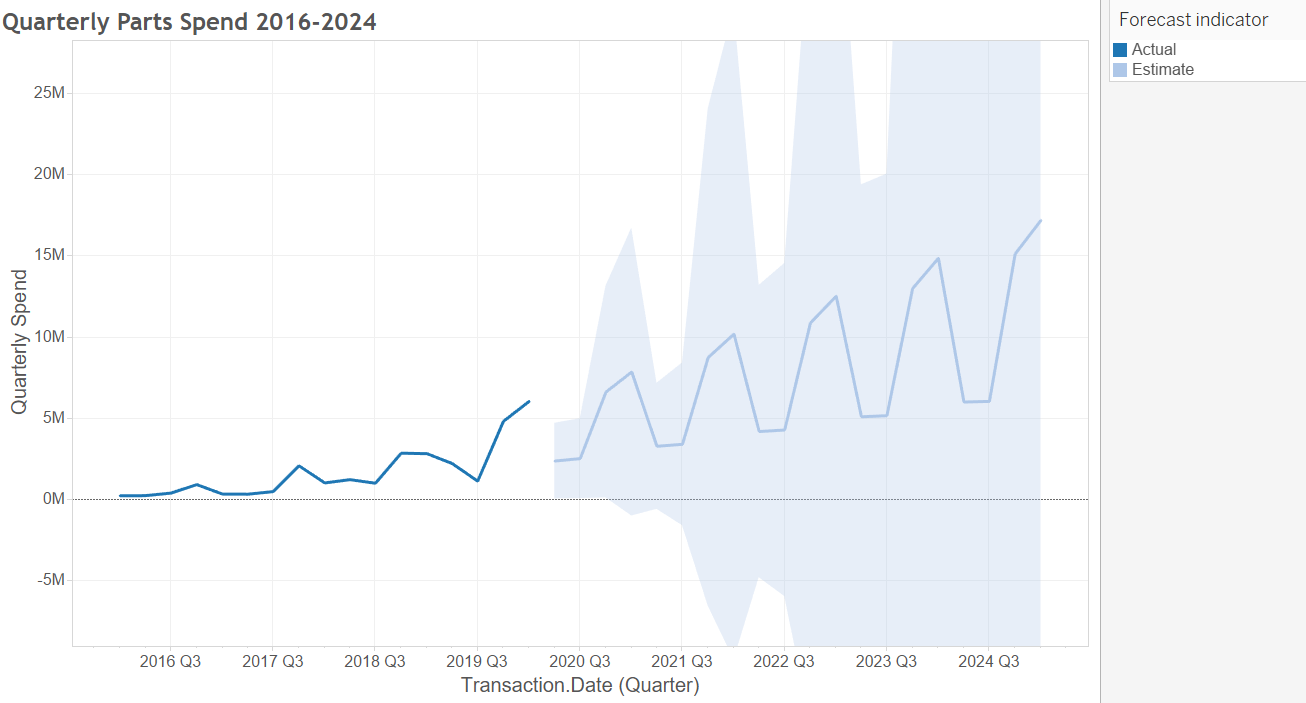 Quarterly Parts Spend 2016-2024
Forecast indicator
Actual
Estimate
25M
20M
15M
10M
5M
0M
-5M
Quarterly Spend
2016 Q3 2017 Q3 2018 Q3 2019 Q3 2020 Q3 2021 Q3 2022 Q3 2023 Q3 2024 Q3
Transaction.Date (Quarter)